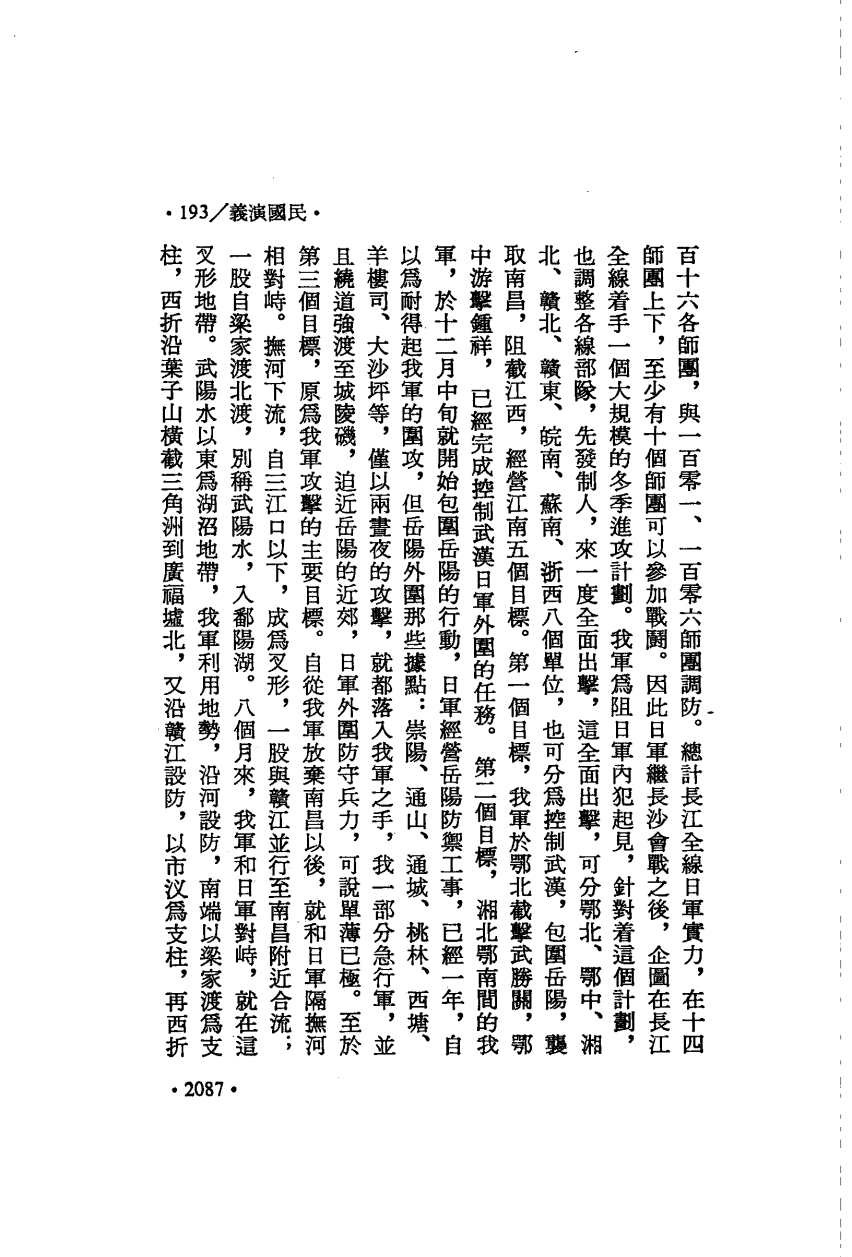 ·193/義演國民·
百十六各師團，與一百零一、一百零六師團調防。總計長江全線日軍實力，在十四
師團上下，至少有十個師團可以參加戰鬭。因此日軍繼長沙會戰之後，企圖在長江
全線着手一個大規模的冬季進攻計劃。我軍爲阻日軍內犯起見，針對着這個計劃，
也調整各線部隊，先發制人，來一度全面出擊，這全面出擊，可分鄂北、鄂中、湘
北、贛北、贛東、皖南、蘇南、浙西八個單位，也可分爲控制武漢，包圍岳陽，襲
取南昌，阻截江西，經營江南五個目標。第一個目標，我軍於鄂北截擊武勝關，鄂
中游擊鍾祥，已經完成控制武漢日軍外圍的任務。第二個目標，湘北鄂南間的我
軍，於十二月中旬就開始包圍岳陽的行動，日軍經營岳陽防禦工事，已經一年，自
以爲耐得起我軍的圍攻，但岳陽外圍那些據點：崇陽、通山、通城、桃林、西塘、
羊樓司、大沙坪等，僅以兩晝夜的攻擊，就都落入我軍之手，我一部分急行軍，並
且繞道強渡至城陵磯，迫近岳陽的近郊，日軍外圍防守兵力，可說單薄已極。至於
第三個目標，原爲我軍攻擊的主要目標。自從我軍放棄南昌以後，就和日軍隔撫河
相對峙。撫河下流，自三江口以下，成爲叉形，一股與贛江並行至南昌附近合流；
一股自梁家渡北渡，別稱武陽水，入鄱陽湖。八個月來，我軍和日軍對峙，就在這
叉形地帶。武陽水以東爲湖沼地帶，我軍利用地勢，沿河設防，南端以梁家渡爲支
柱，西折沿葉子山橫截三角洲到廣福墟北，又沿贛江設防，以市汊爲支柱，再西折
·2087·